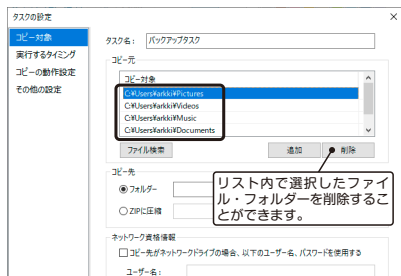 タスクの設定
×
コピー対象
実行するタイミング
コピーの動作設定
その他の設定
タスク名： バックアップタスク
コピー元
コピー対象
C:¥Users¥arkki¥Pictures
C:¥Users¥arkki¥Videos
C:¥Users¥arkki¥Music
C:¥Users¥arkki¥Documents
ファイル検索 追加 削除
リスト内で選択したファイ
ル・フォルダーを削除するこ
とができます。
コピー先
フォルダー
ZIPに圧縮
ネットワーク資格情報
コピー先がネットワークドライブの場合、以下のユーザー名、パスワードを使用する
ユーザー名：